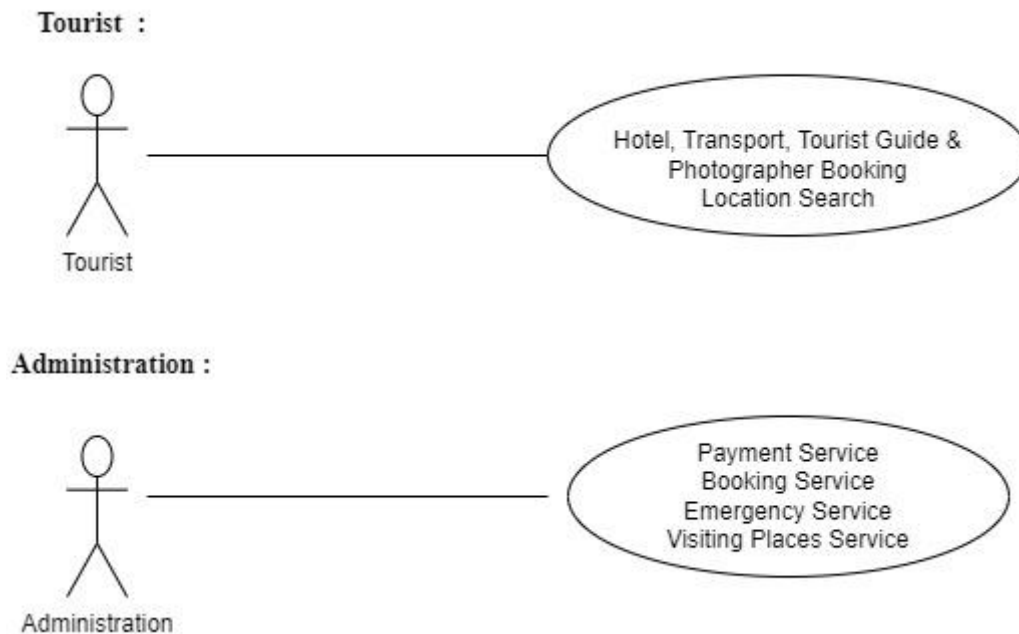 Tourist :
Hotel, Transport, Tourist Guide &
Photographer Booking
Location Search
Tourist
Administration :
Payment Service
Booking Service
Emergency Service
Visiting Places Service
Administration